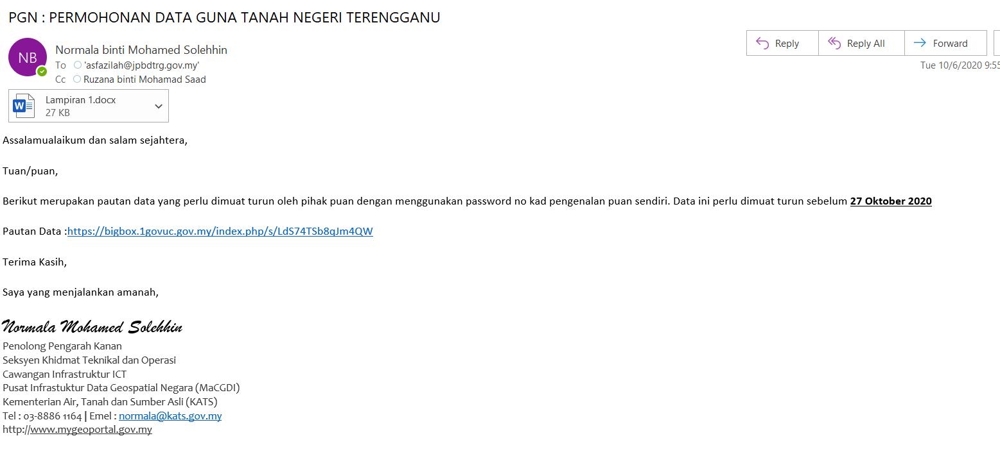 PGN : PERMOHONAN DATA GUNA TANAH NEGERI TERENGGANU
NB
Normala binti Mohamed Solehhin
To 'asfazilah@jpbdtrg.gov.my'
Cc Ruzana binti Mohamad Saad
Reply
Reply All
Forward
Tue 10/6/2020 9:55
W
Lampiran 1.docx
27 KB
Assalamualaikum dan salam sejahtera,
Tuan/puan,
Berikut merupakan pautan data yang perlu dimuat turun oleh pihak puan dengan menggunakan password no kad pengenalan puan sendiri. Data ini perlu dimuat turun sebelum 27 Oktober 2020
Pautan Data :https://bigbox.1govuc.gov.my/index.php/s/LdS74TSb8qJm4QW
Terima Kasih,
Saya yang menjalankan amanah,
Normala Mohamed Solehhin
Penolong Pengarah Kanan
Seksyen Khidmat Teknikal dan Operasi
Cawangan Infrastruktur ICT
Pusat Infrastuktur Data Geospatial Negara (MaCGDI)
Kementerian Air, Tanah dan Sumber Asli (KATS)
Tel : 03-8886 1164 | Emel : normala@kats.gov.my
http://www.mygeoportal.gov.my